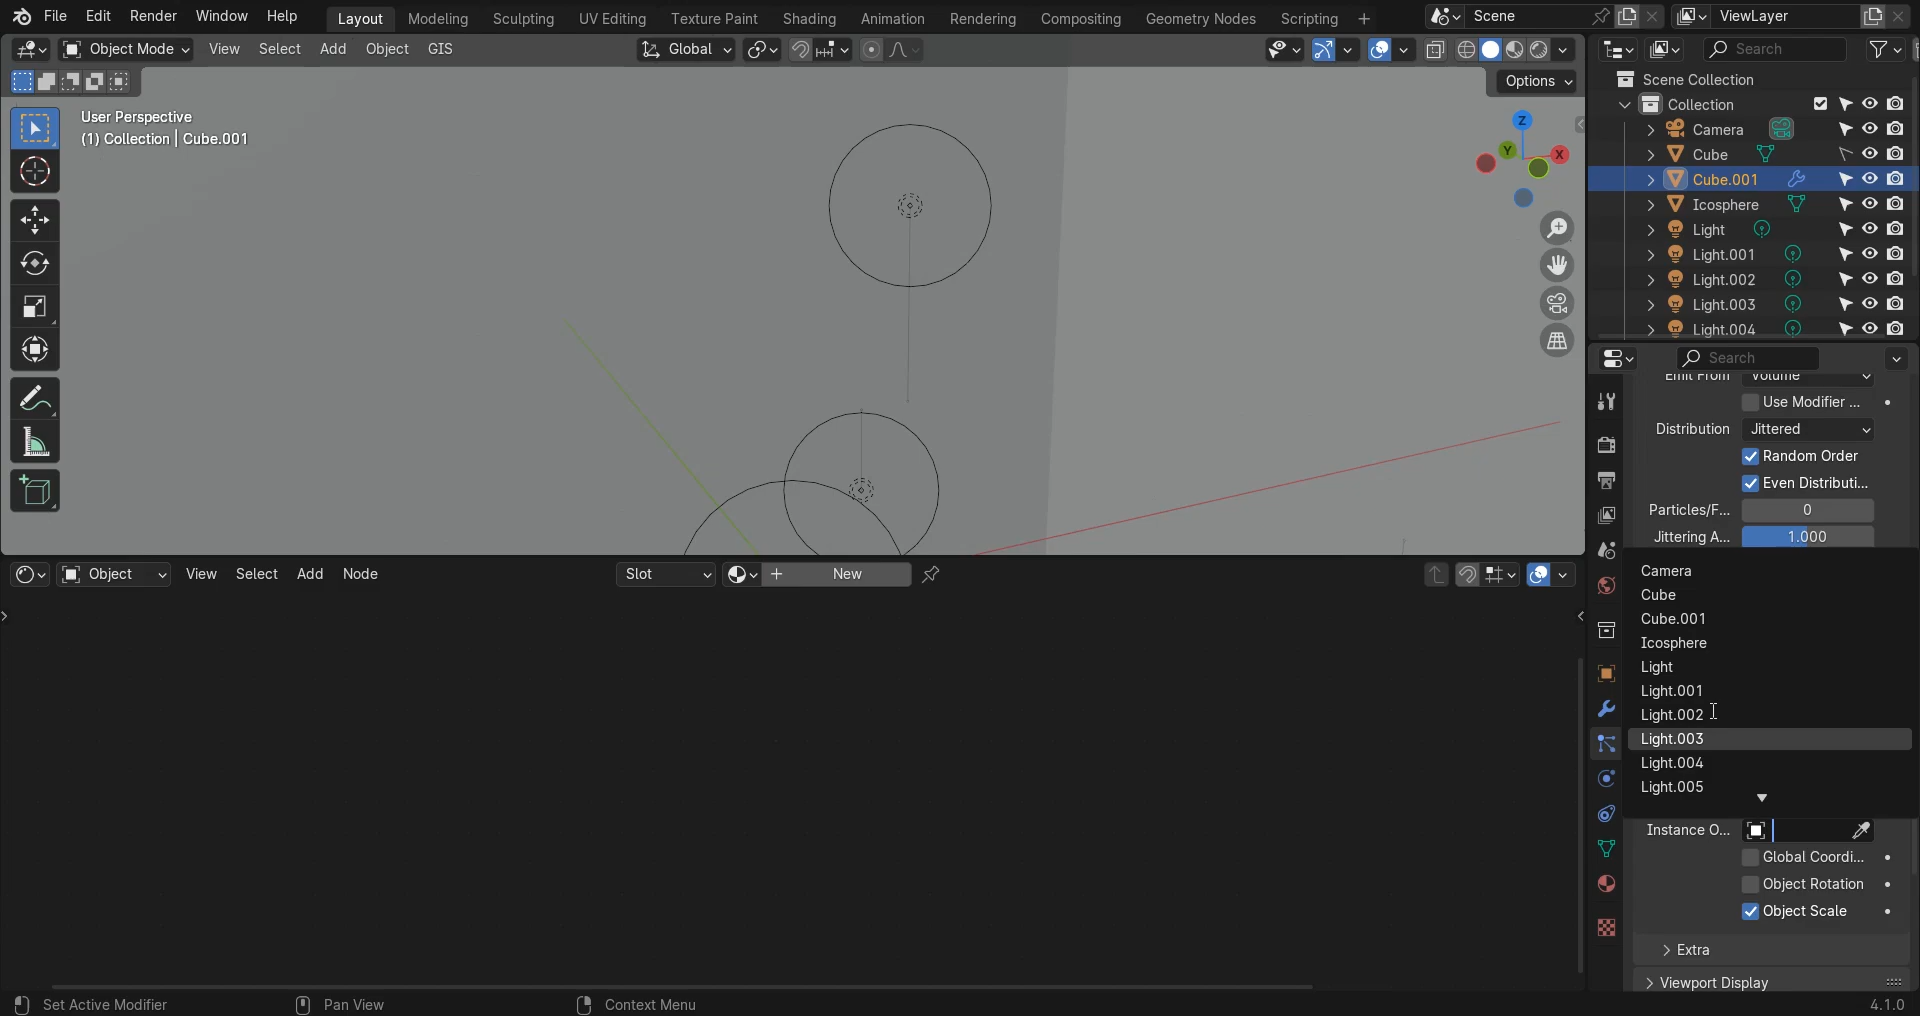 File Edit Render Window Help Layout Modeling Sculpting UV Editing Texture Paint Shading Animation Rendering Compositing Geometry Nodes Scripting + Scene ViewLayer
Object Mode View Select Add Object GIS Global Search
Options
User Perspective
(1) Collection | Cube.001
Z
Y
X
Scene Collection
Collection
Camera
Cube
Cube.001
Icosphere
Light
Light.001
Light.002
Light.003
Light.004
Search
Emit From Volume
Use Modifier ...
Distribution Jittered
Random Order
Even Distributi...
Particles/F... 0
Jittering A... 1.000
Camera
Cube
Cube.001
Icosphere
Light
Light.001
Light.002
Light.003
Light.004
Light.005
Instance O...
Global Coordi...
Object Rotation
Object Scale
Extra
Viewport Display
Object View Select Add Node Slot New
Set Active Modifier Pan View Context Menu 4.1.0